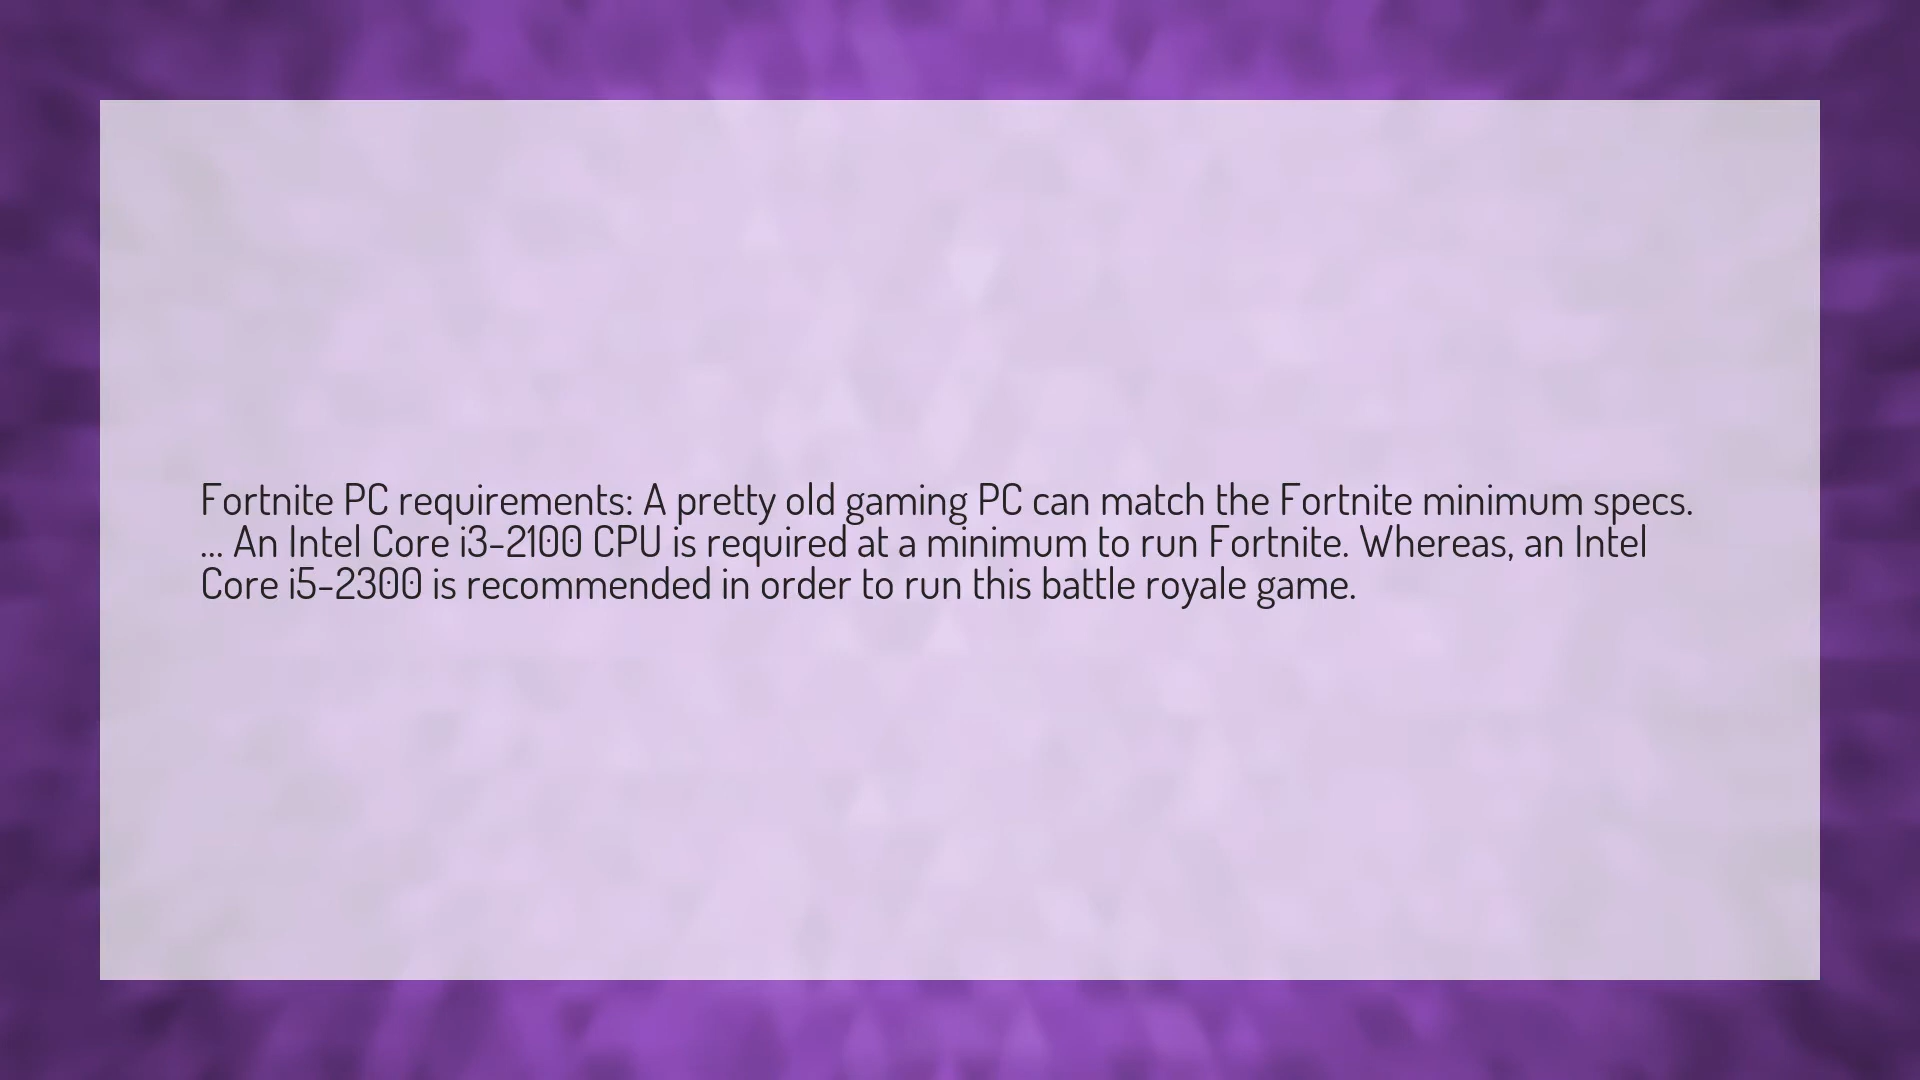 Fortnite PC requirements: A pretty old gaming PC can match the Fortnite minimum specs.
... An Intel Core i3-2100 CPU is required at a minimum to run Fortnite. Whereas, an Intel
Core i5-2300 is recommended in order to run this battle royale game.